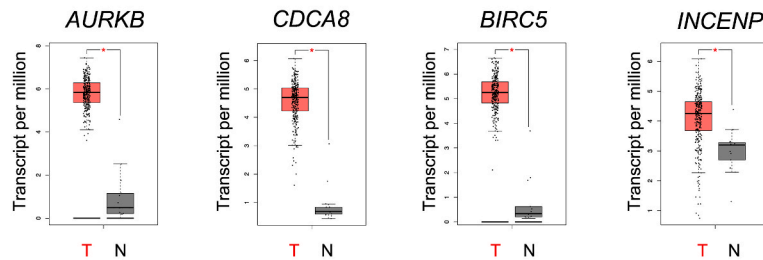 AURKB
CDCA8
BIRC5
INCENP
Transcript per million
0 2 4 6 8
*
T N
Transcript per million
1 2 3 4 5 6
*
T N
Transcript per million
0 1 2 3 4 5 6 7
*
T N
Transcript per million
1 2 3 4 5 6
*
T N